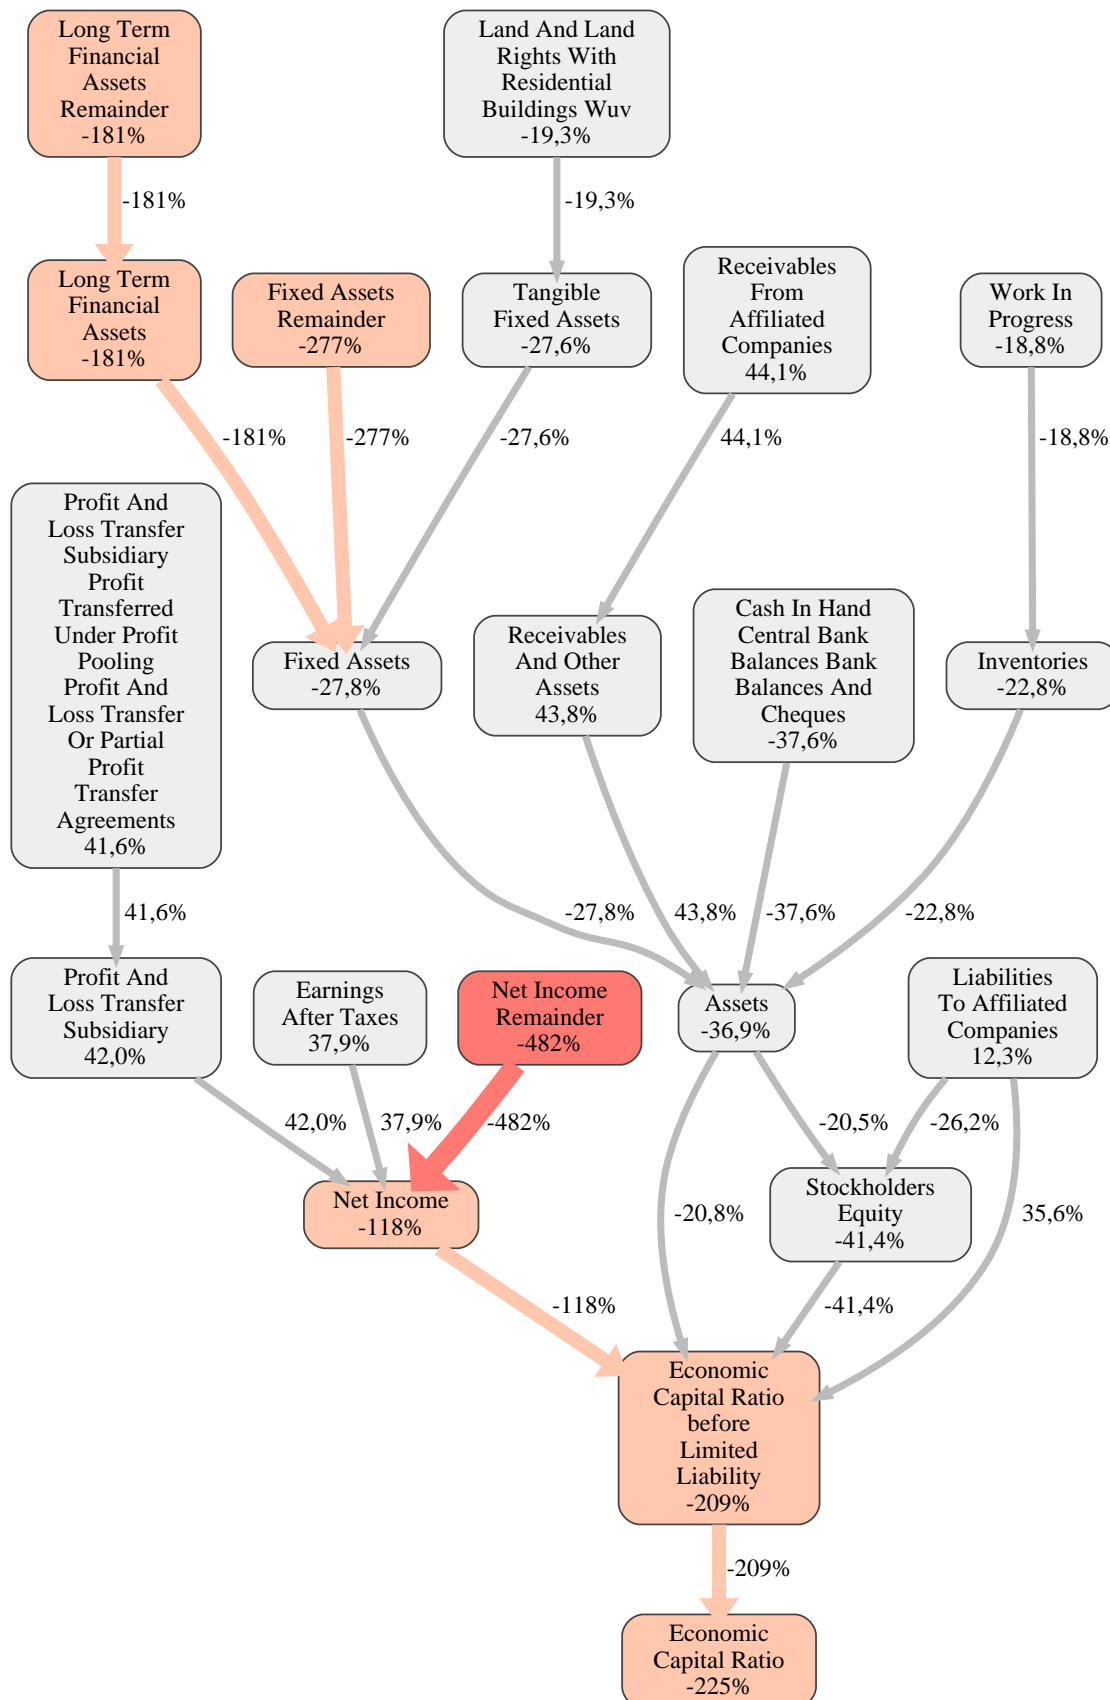 Long Term
Financial
Assets
Remainder
-181%
Land And Land
Rights With
Residential
Buildings Wuv
-19,3%
-181%
-19,3%
Long Term
Financial
Assets
-181%
Fixed Assets
Remainder
-277%
Tangible
Fixed Assets
-27,6%
Receivables
From
Affiliated
Companies
44,1%
Work In
Progress
-18,8%
-181%
-277%
-27,6%
44,1%
-18,8%
Profit And
Loss Transfer
Subsidiary
Profit
Transferred
Under Profit
Pooling
Profit And
Loss Transfer
Or Partial
Profit
Transfer
Agreements
41,6%
Fixed Assets
-27,8%
Receivables
And Other
Assets
43,8%
Cash In Hand
Central Bank
Balances Bank
Balances And
Cheques
-37,6%
Inventories
-22,8%
41,6%
-27,8%
43,8%
-37,6%
-22,8%
Profit And
Loss Transfer
Subsidiary
42,0%
Earnings
After Taxes
37,9%
Net Income
Remainder
-482%
Assets
-36,9%
Liabilities
To Affiliated
Companies
12,3%
42,0%
37,9%
-482%
-20,5%
-26,2%
Net Income
-118%
-20,8%
Stockholders
Equity
-41,4%
35,6%
-118%
-41,4%
Economic
Capital Ratio
before
Limited
Liability
-209%
-209%
Economic
Capital Ratio
-225%